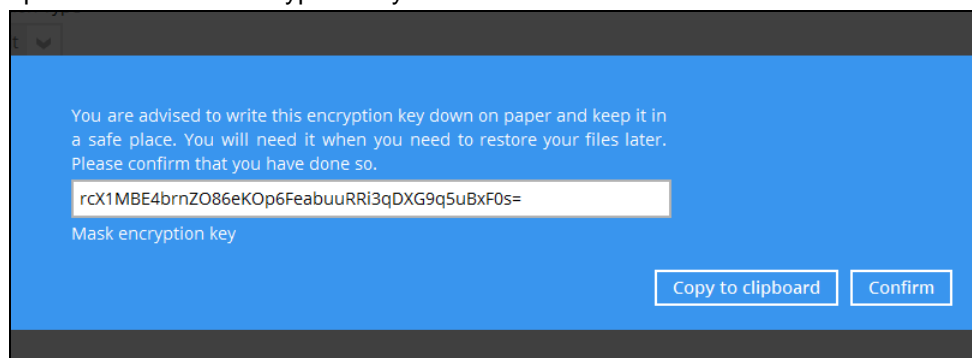 You are advised to write this encryption key down on paper and keep it in
a safe place. You will need it when you need to restore your files later.
Please confirm that you have done so.
rcX1MBE4brnZO86eKOp6FeabuuRRi3qDXG9q5uBxF0s=
Mask encryption key
Copy to clipboard Confirm